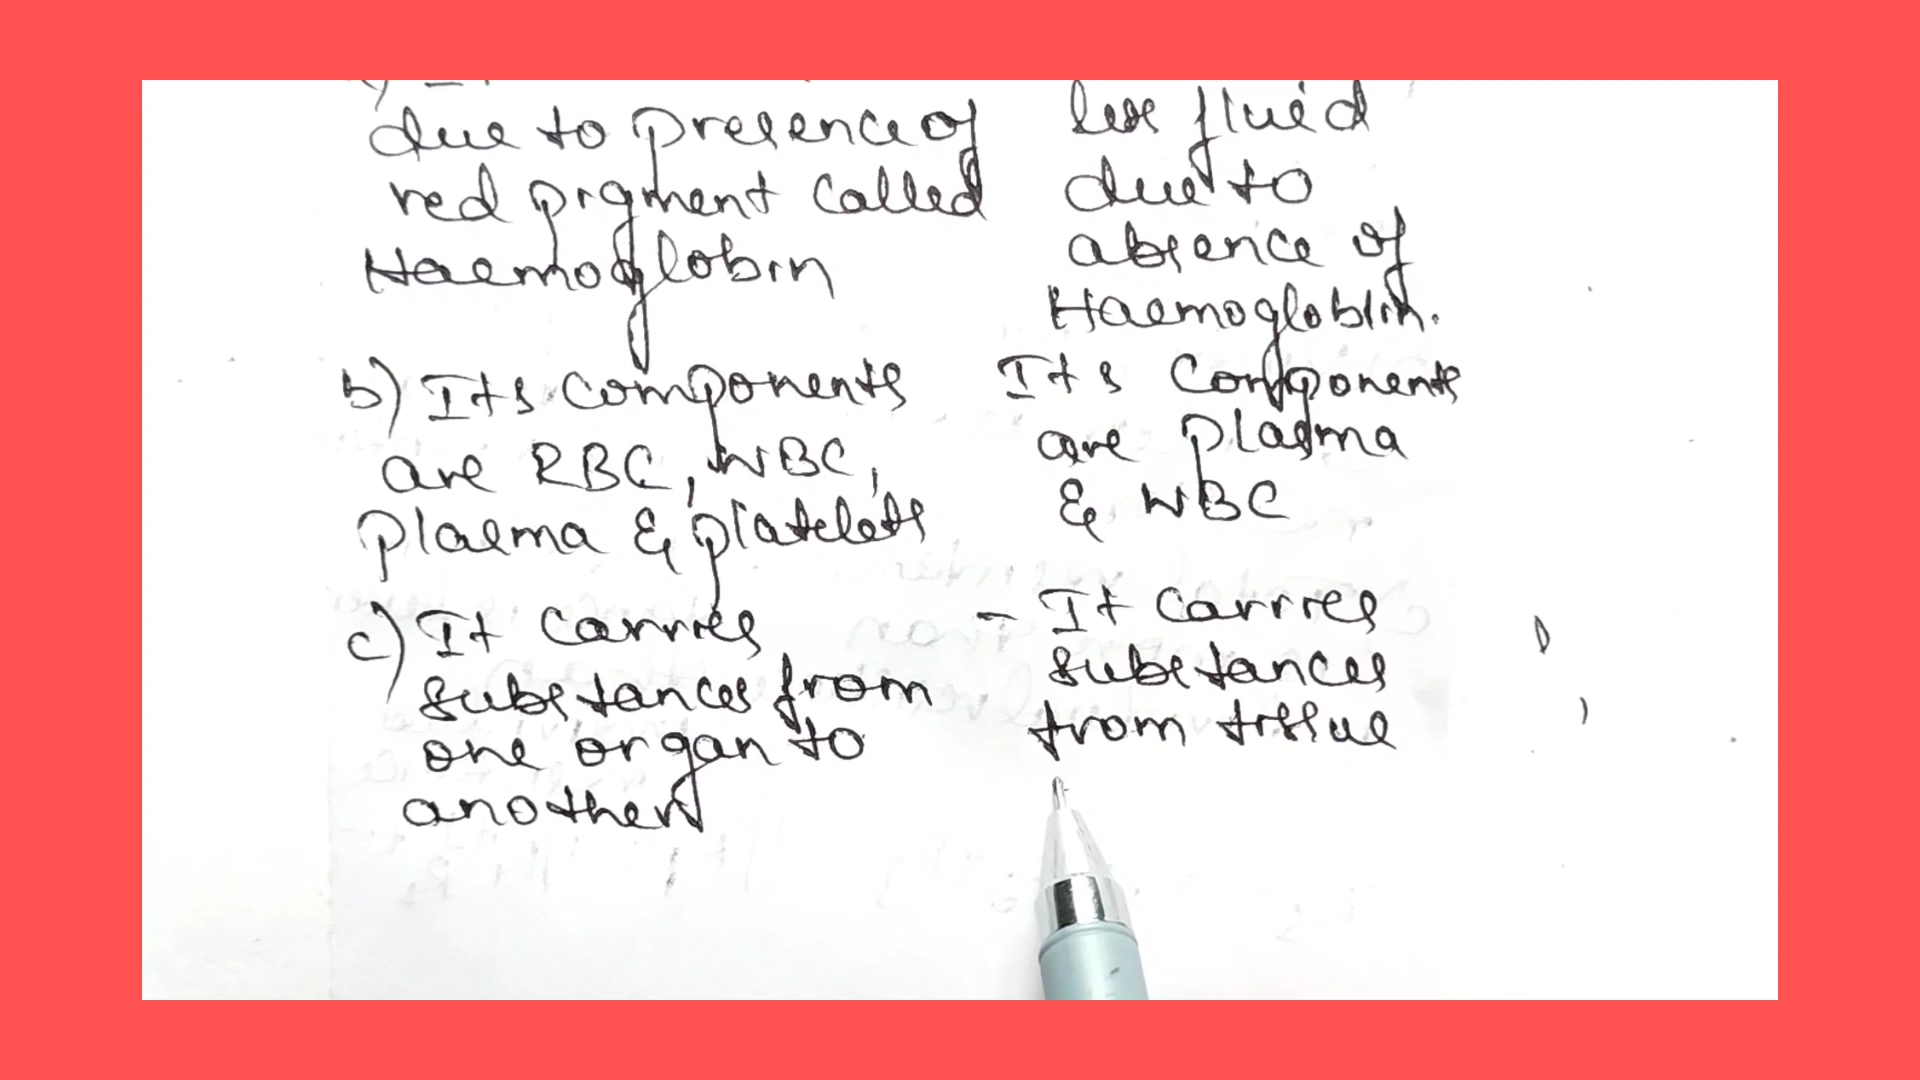 due to presence of
red pigment called
Haemoglobin
b) Its components
are RBC, WBC,
plasma & platelets
c) It carries
substances from
one organ to
another
less fluid
due to
absence of
Haemogloblin.
Its components
are plasma
& WBC
- It carries
substances
from tissue